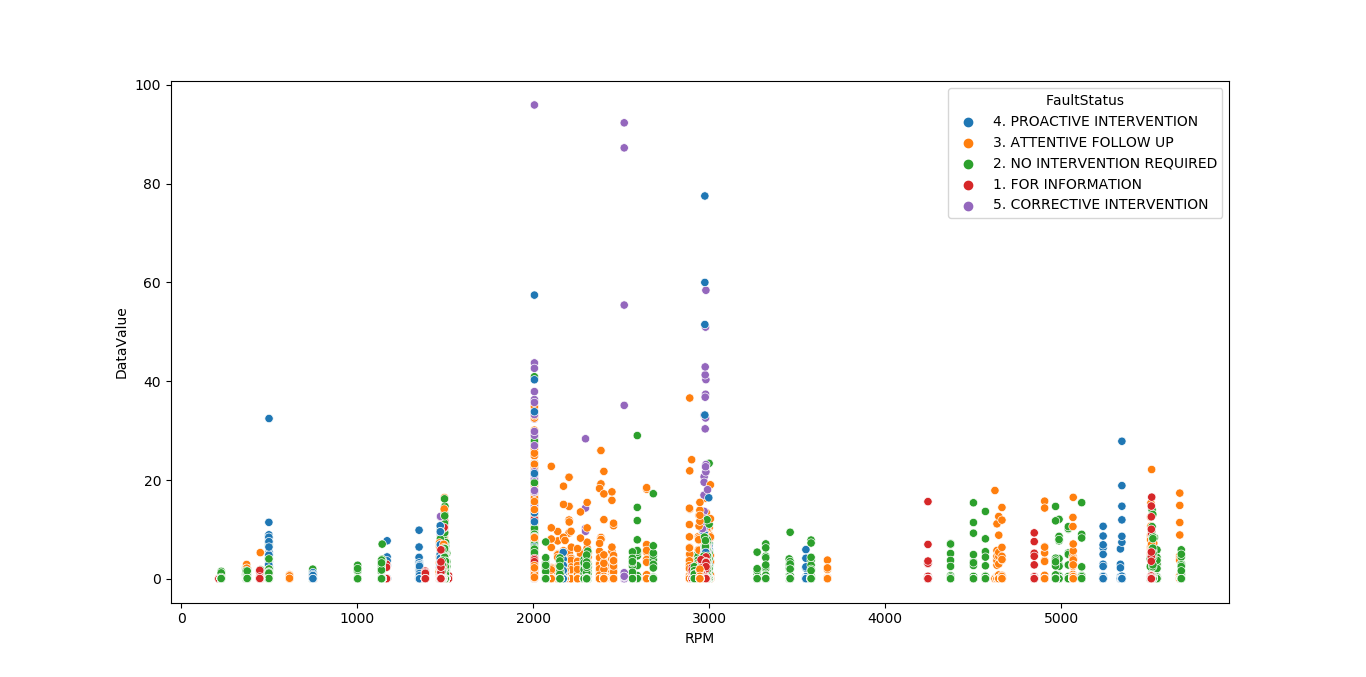 100
80
60
40
20
0
DataValue
0 1000 2000 3000 4000 5000
RPM
FaultStatus
4. PROACTIVE INTERVENTION
3. ATTENTIVE FOLLOW UP
2. NO INTERVENTION REQUIRED
1. FOR INFORMATION
5. CORRECTIVE INTERVENTION